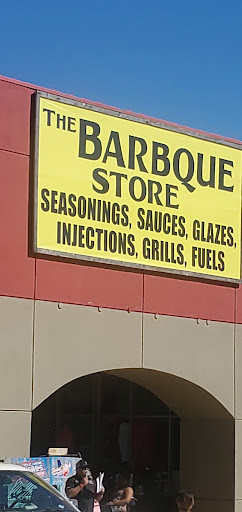 THE BARBQUE
STORE
SEASONINGS, SAUCES, GLAZES,
INJECTIONS, GRILLS, FUELS